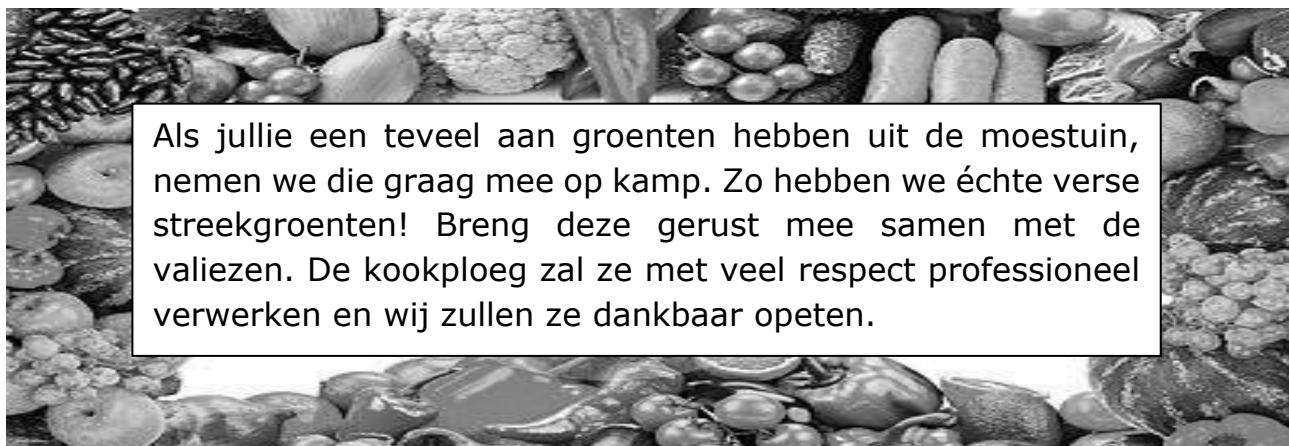 Als jullie een teveel aan groenten hebben uit de moestuin,
nemen we die graag mee op kamp. Zo hebben we échte verse
streekgroenten! Breng deze gerust mee samen met de
valiezen. De kookploeg zal ze met veel respect professioneel
verwerken en wij zullen ze dankbaar opeten.